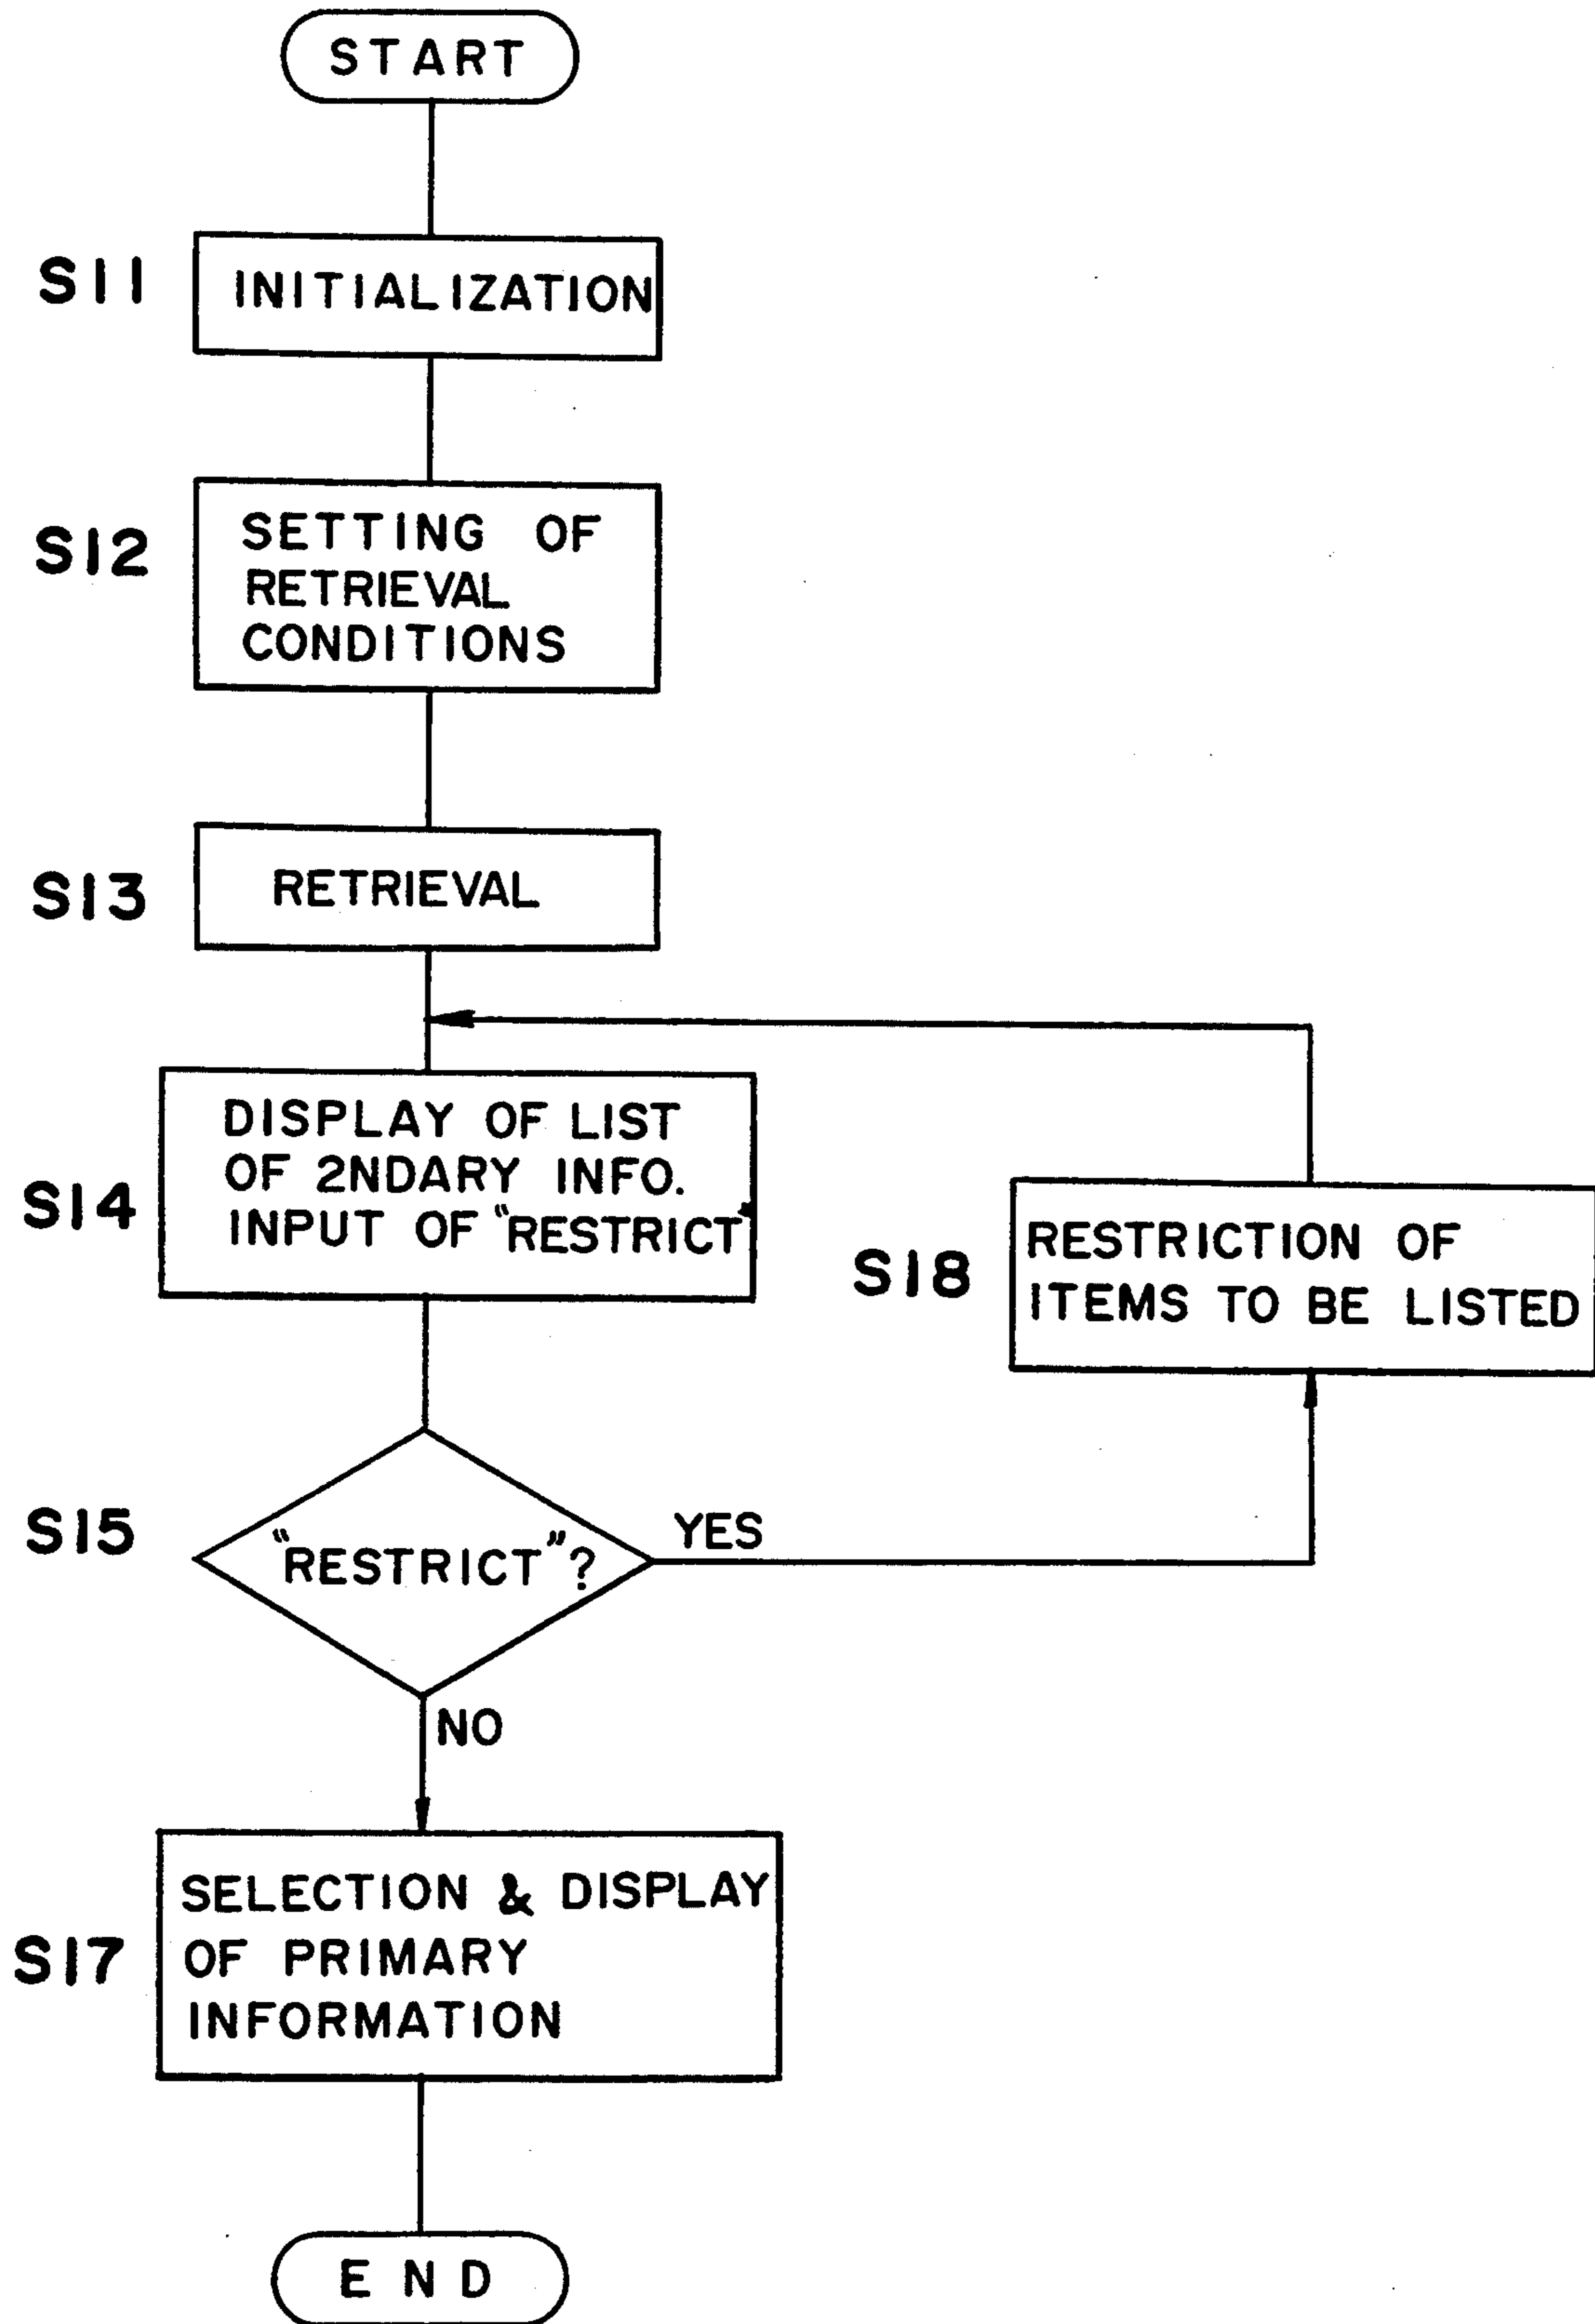 START
S11
INITIALIZATION
S12
SETTING OF
RETRIEVAL
CONDITIONS
S13
RETRIEVAL
S14
DISPLAY OF LIST
OF 2NDARY INFO.
INPUT OF "RESTRICT"
S18
RESTRICTION OF
ITEMS TO BE LISTED
S15
"RESTRICT"?
YES
NO
S17
SELECTION & DISPLAY
OF PRIMARY
INFORMATION
END